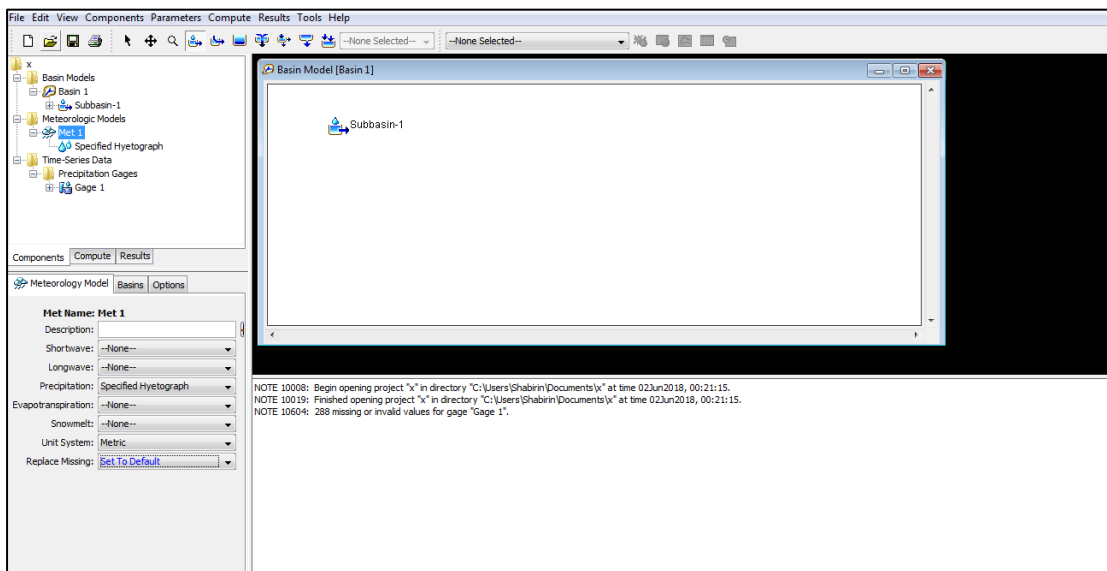 File Edit View Components Parameters Compute Results Tools Help
--None Selected-- --None Selected--
x
Basin Models
Basin 1
Subbasin-1
Meteorologic Models
Met 1
Specified Hyetograph
Time-Series Data
Precipitation Gages
Gage 1
Components Compute Results
Meteorology Model Basins Options
Met Name: Met 1
Description:
Shortwave: --None--
Longwave: --None--
Precipitation: Specified Hyetograph
Evapotranspiration: --None--
Snowmelt: --None--
Unit System: Metric
Replace Missing: Set To Default
Basin Model [Basin 1]
Subbasin-1
NOTE 10008: Begin opening project "x" in directory "C:\Users\Shabirin\Documents\x" at time 02Jun2018, 00:21:15.
NOTE 10019: Finished opening project "x" in directory "C:\Users\Shabirin\Documents\x" at time 02Jun2018, 00:21:15.
NOTE 10604: 288 missing or invalid values for gage "Gage 1".